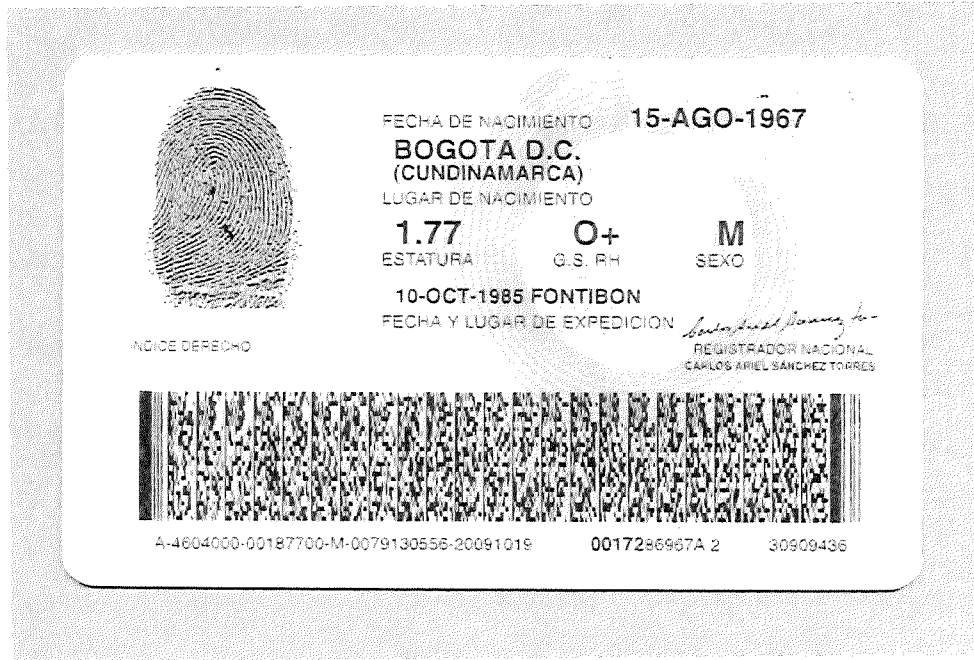 FECHA DE NACIMIENTO 15-AGO-1967
BOGOTA D.C.
(CUNDINAMARCA)
LUGAR DE NACIMIENTO
1.77 O+ M
ESTATURA G.S. RH SEXO
10-OCT-1985 FONTIBON
FECHA Y LUGAR DE EXPEDICION
INDICE DERECHO
REGISTRADOR NACIONAL
CARLOS ARIEL SÁNCHEZ TORRES
A-4604000-00187700-M-0079130556-20091019 0017286967A 2 30909436